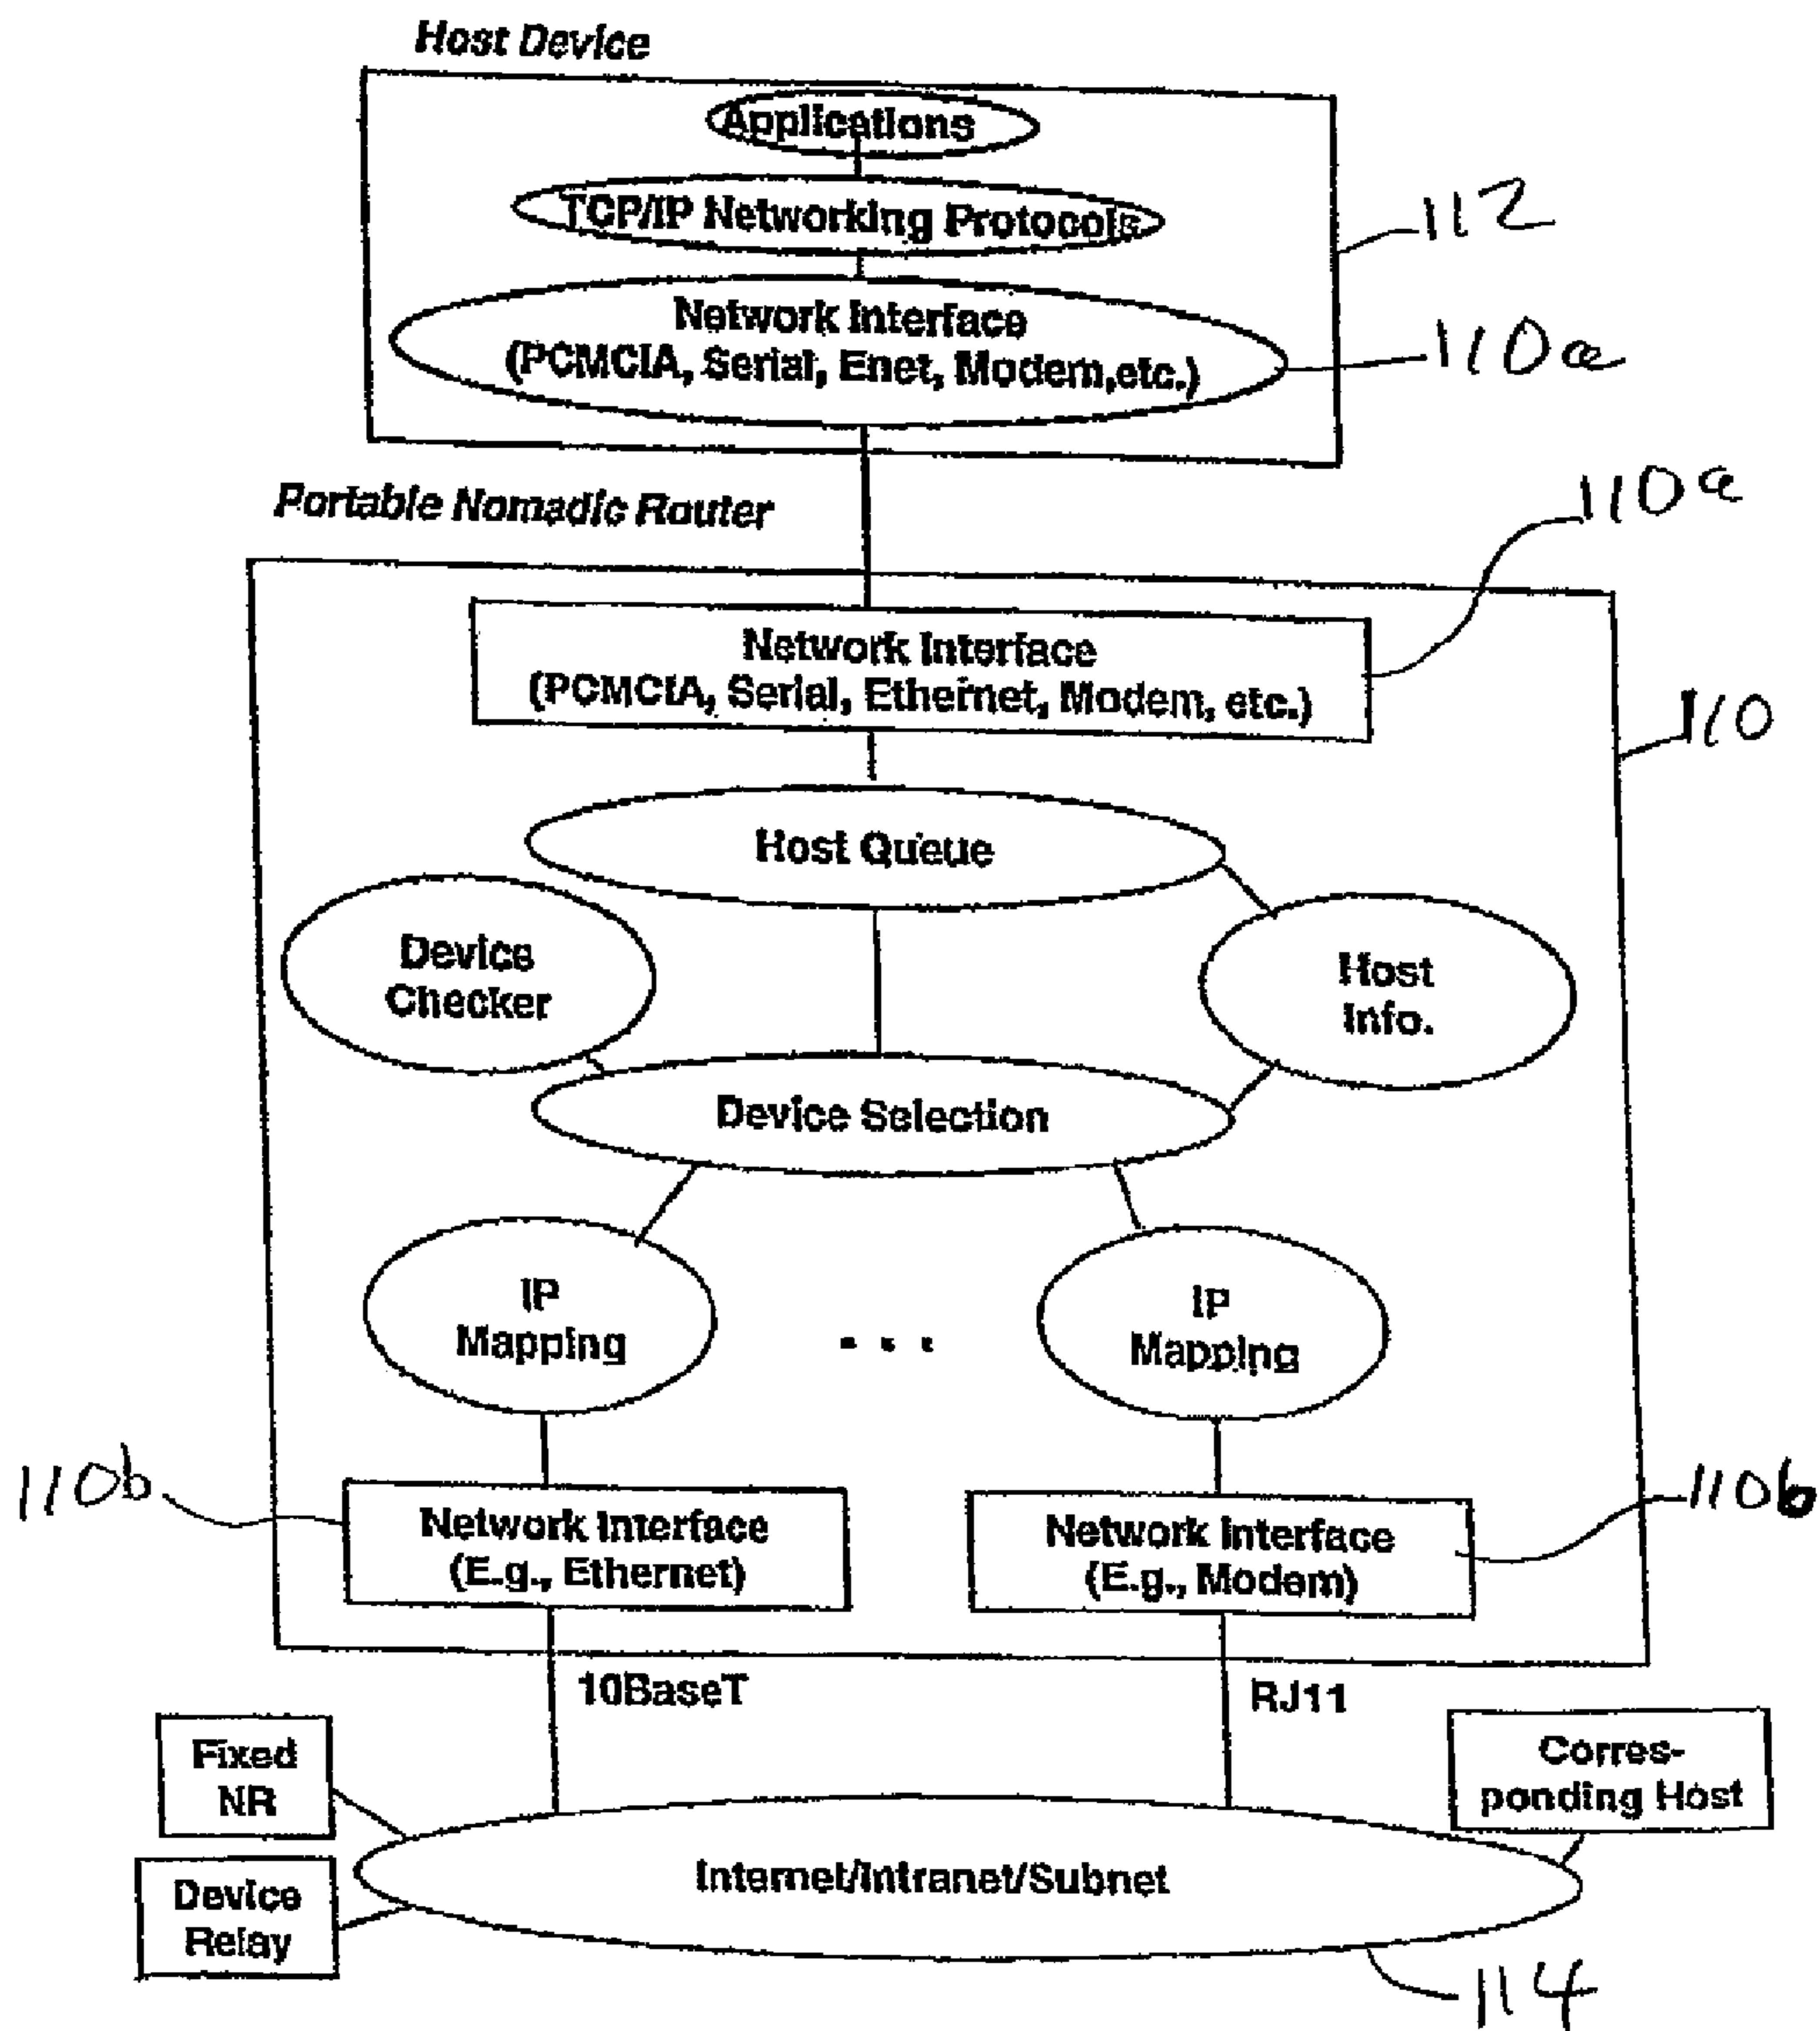 Host Device
Applications
TCP/IP Networking Protocols
112
Network Interface
(PCMCIA, Serial, Enet, Modem,etc.)
110a
Portable Nomadic Router
110a
Network Interface
(PCMCIA, Serial, Ethernet, Modem, etc.)
110
Host Queue
Device
Checker
Host
Info.
Device Selection
IP
Mapping
...
IP
Mapping
110b
Network Interface
(E.g., Ethernet)
Network Interface
(E.g., Modem)
110b
10BaseT
RJ11
Fixed
NR
Corres-
ponding Host
Device
Relay
Internet/Intranet/Subnet
114